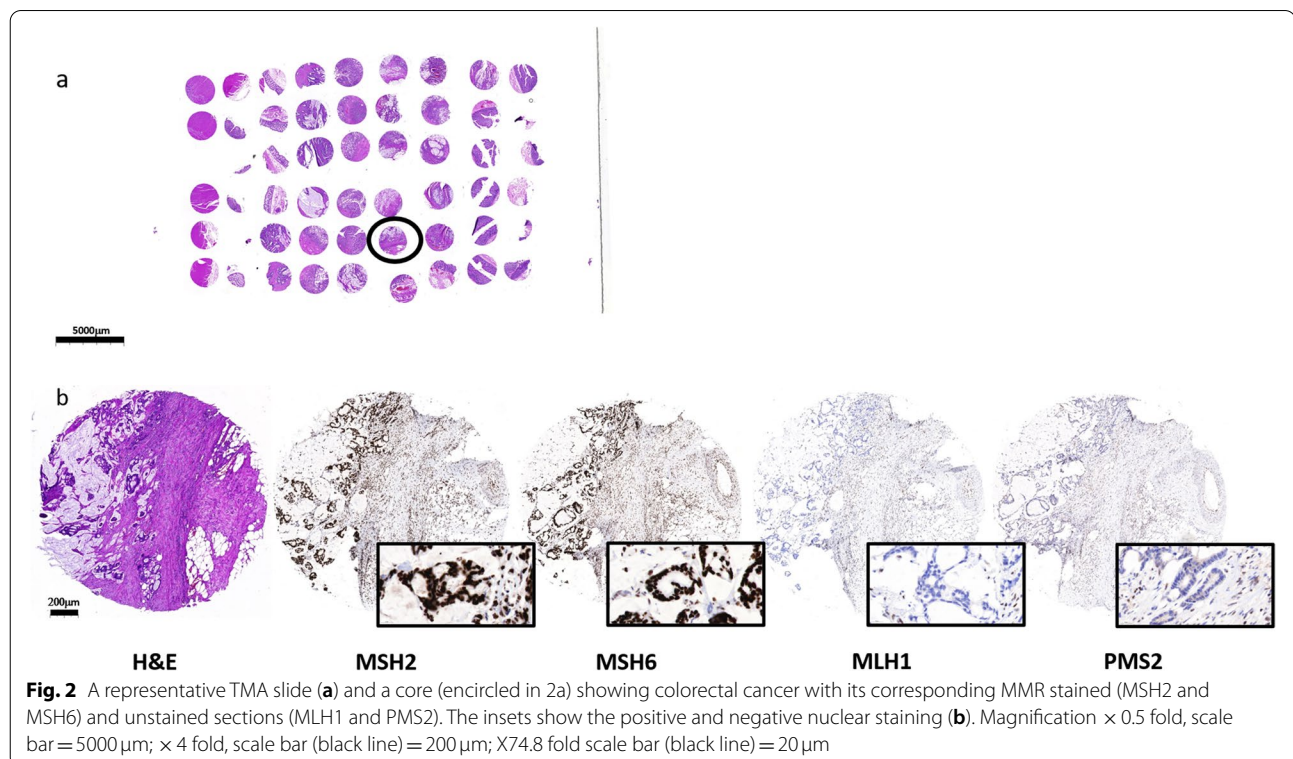 a
5000µm
b
200µm
H&E
MSH2
MSH6
MLH1
PMS2
Fig. 2 A representative TMA slide (a) and a core (encircled in 2a) showing colorectal cancer with its corresponding MMR stained (MSH2 and
MSH6) and unstained sections (MLH1 and PMS2). The insets show the positive and negative nuclear staining (b). Magnification × 0.5 fold, scale
bar = 5000 µm; × 4 fold, scale bar (black line) = 200 µm; X74.8 fold scale bar (black line) = 20 µm